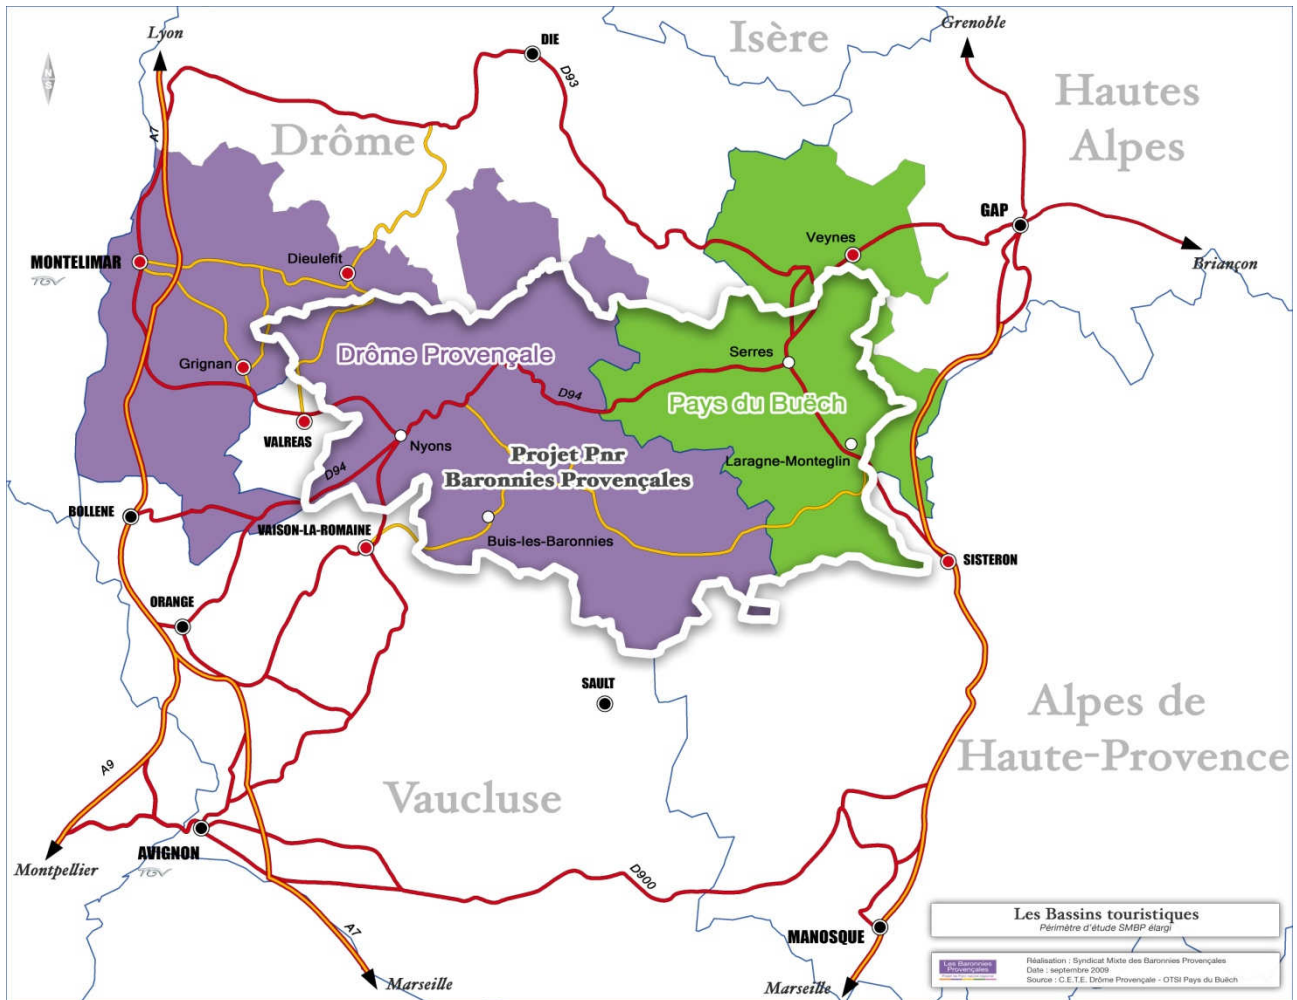 Lyon
Grenoble
Isère
DIE
N
S
D93
Hautes
Alpes
A7
Drôme
GAP
Veynes
MONTELIMAR
TGV
Dieulefit
Briançon
Drôme Provençale
Serres
Grignan
D94
Pays du Buëch
VALREAS
Nyons
Projet Pnr
Baronnies Provençales
Laragne-Monteglin
D94
BOLLENE
VAISON-LA-ROMAINE
Buis-les-Baronnies
SISTERON
ORANGE
SAULT
Alpes de
Haute-Provence
A9
Vaucluse
AVIGNON
TGV
Montpellier
D900
A7
MANOSQUE
Marseille
Marseille
Les Bassins touristiques
Périmètre d'étude SMBP élargi
Les Baronnies
Provençales
Réalisation : Syndicat Mixte des Baronnies Provençales
Date : septembre 2009
Source : C.E.T.E. Drôme Provençale - OTSI Pays du Buëch